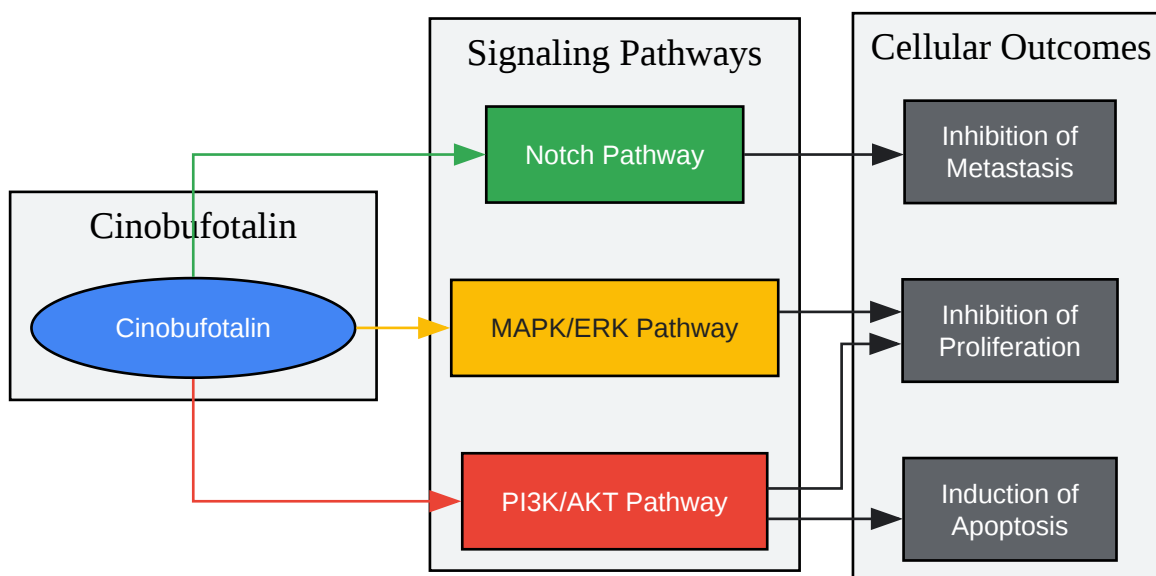 Signaling Pathways
Cellular Outcomes
Notch Pathway
Inhibition of
Metastasis
Cinobufotalin
Cinobufotalin
MAPK/ERK Pathway
Inhibition of
Proliferation
PI3K/AKT Pathway
Induction of
Apoptosis